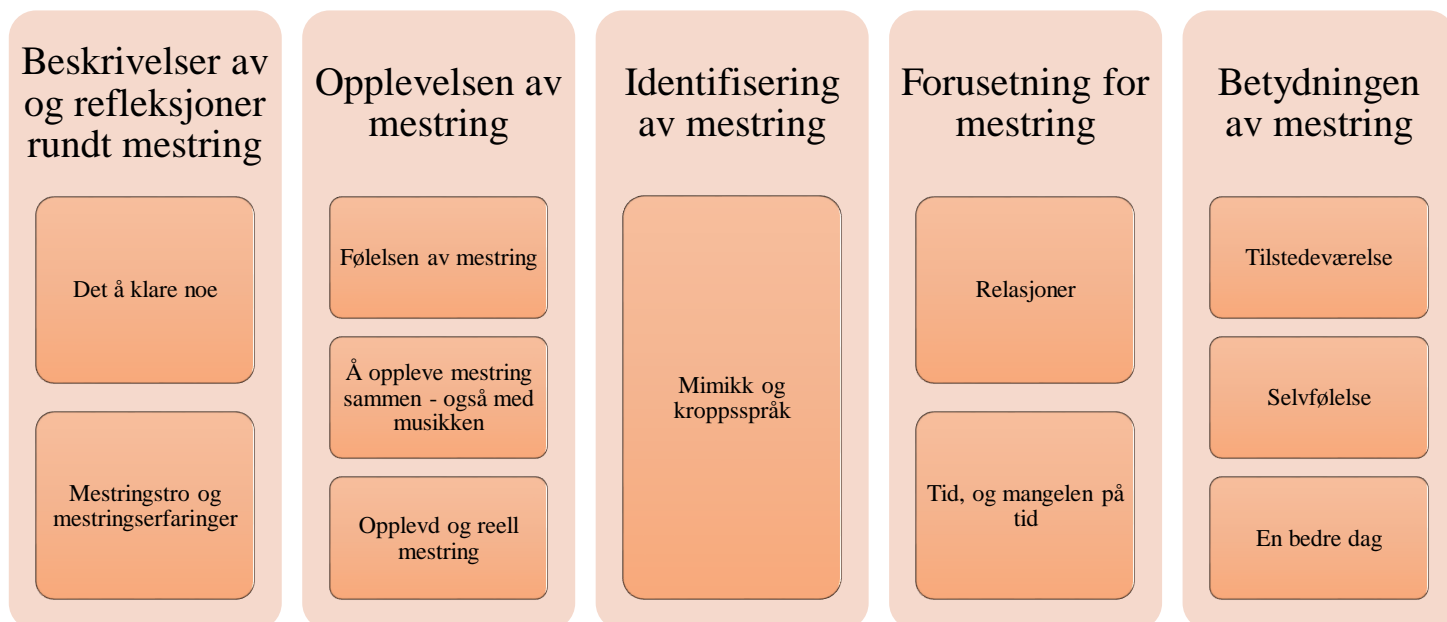 Beskrivelser av
og refleksjoner
rundt mestring
Det å klare noe
Mestringstro og
mestringserfaringer
Opplevelsen av
mestring
Følelsen av mestring
Å oppleve mestring
sammen - også med
musikken
Opplevd og reell
mestring
Identifisering
av mestring
Mimikk og
kroppsspråk
Forusetning for
mestring
Relasjoner
Tid, og mangelen på
tid
Betydningen
av mestring
Tilstedeværelse
Selvfølelse
En bedre dag